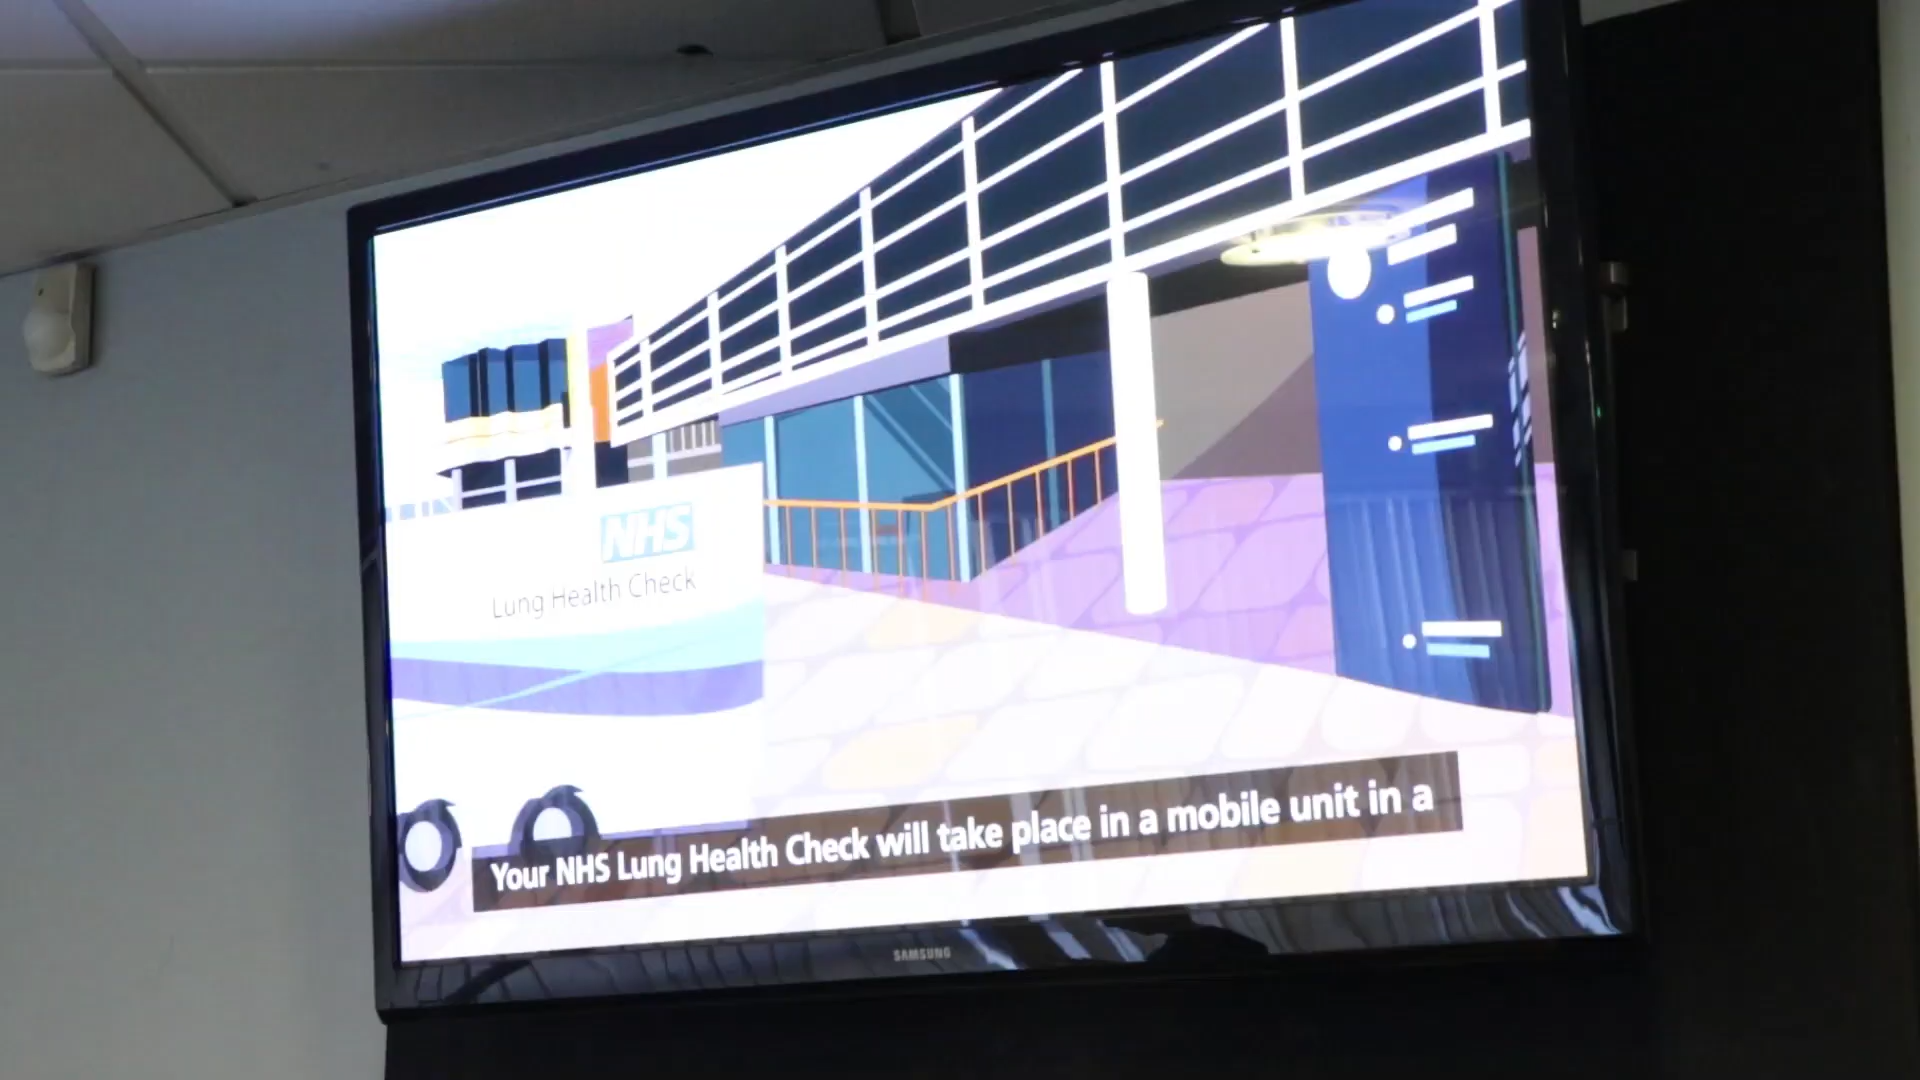 NHS
Lung Health Check
Your NHS Lung Health Check will take place in a mobile unit in a
SAMSUNG